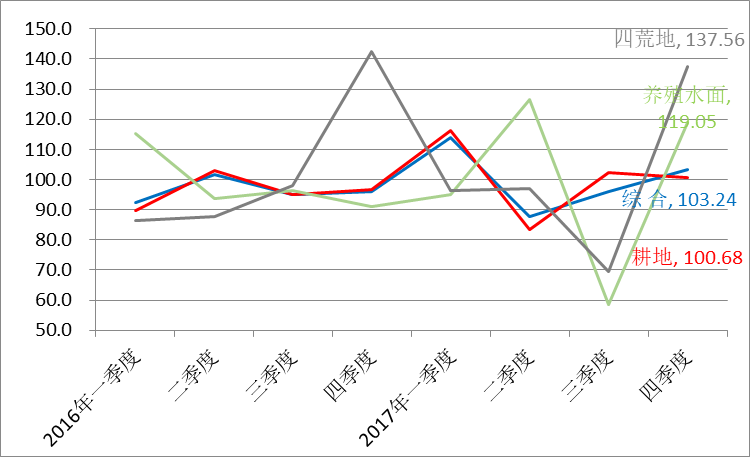 150.0
140.0
130.0
120.0
110.0
100.0
90.0
80.0
70.0
60.0
50.0
四荒地, 137.56
养殖水面,
119.05
综 合, 103.24
耕地, 100.68
2016年一季度
二季度
三季度
四季度
2017年一季度
二季度
三季度
四季度